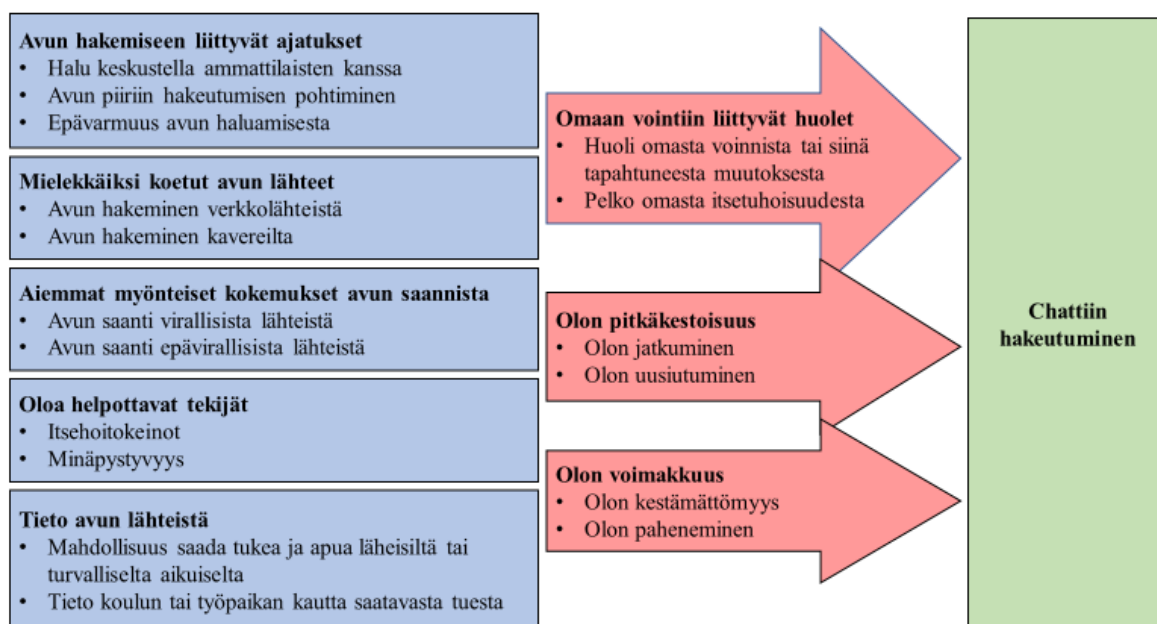 Avun hakemiseen liittyvät ajatukset
• Halu keskustella ammattilaisten kanssa
• Avun piiriin hakeutumisen pohtiminen
• Epävarmuus avun haluamisesta
Mielekkäiksi koetut avun lähteet
• Avun hakeminen verkkolähteistä
• Avun hakeminen kavereilta
Aiemmat myönteiset kokemukset avun saannista
• Avun saanti virallisista lähteistä
• Avun saanti epävirallisista lähteistä
Oloa helpottavat tekijät
• Itsehoitokeinot
• Minäpystyvyys
Tieto avun lähteistä
• Mahdollisuus saada tukea ja apua läheisiltä tai
turvalliselta aikuiselta
• Tieto koulun tai työpaikan kautta saatavasta tuesta
Omaan vointiin liittyvät huolet
• Huoli omasta voinnista tai siinä
tapahtuneesta muutoksesta
• Pelko omasta itsetuhoisuudesta
Olon pitkäkestoisuus
• Olon jatkuminen
• Olon uusiutuminen
Olon voimakkuus
• Olon kestämättömyys
• Olon paheneminen
Chattiin
hakeutuminen